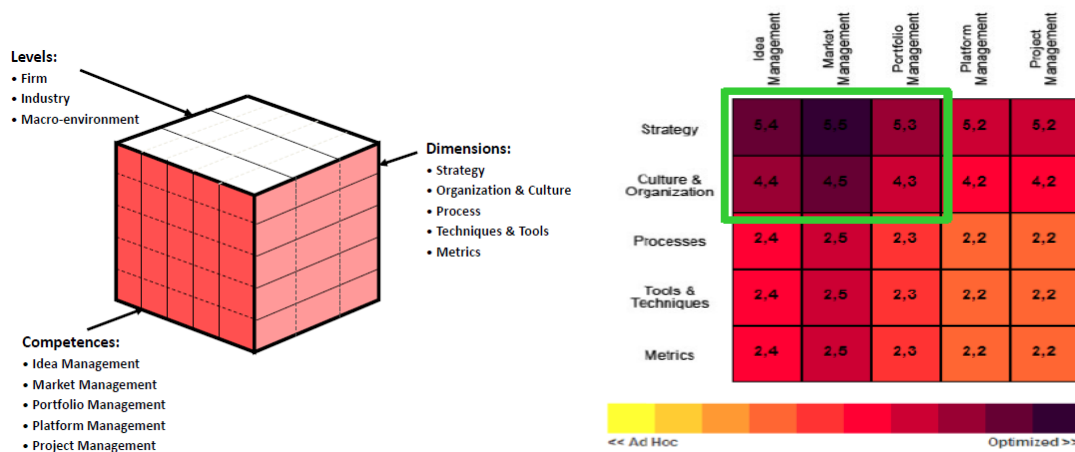 Levels:
• Firm
• Industry
• Macro-environment
Dimensions:
• Strategy
• Organization & Culture
• Process
• Techniques & Tools
• Metrics
Competences:
• Idea Management
• Market Management
• Portfolio Management
• Platform Management
• Project Management
Idea
Management
Market
Management
Portfolio
Management
Platform
Management
Project
Management
Strategy
5,4 5,5 5,3 5,2 5,2
Culture &
Organization
4,4 4,5 4,3 4,2 4,2
Processes
2,4 2,5 2,3 2,2 2,2
Tools &
Techniques
2,4 2,5 2,3 2,2 2,2
Metrics
2,4 2,5 2,3 2,2 2,2
<< Ad Hoc
Optimized >>